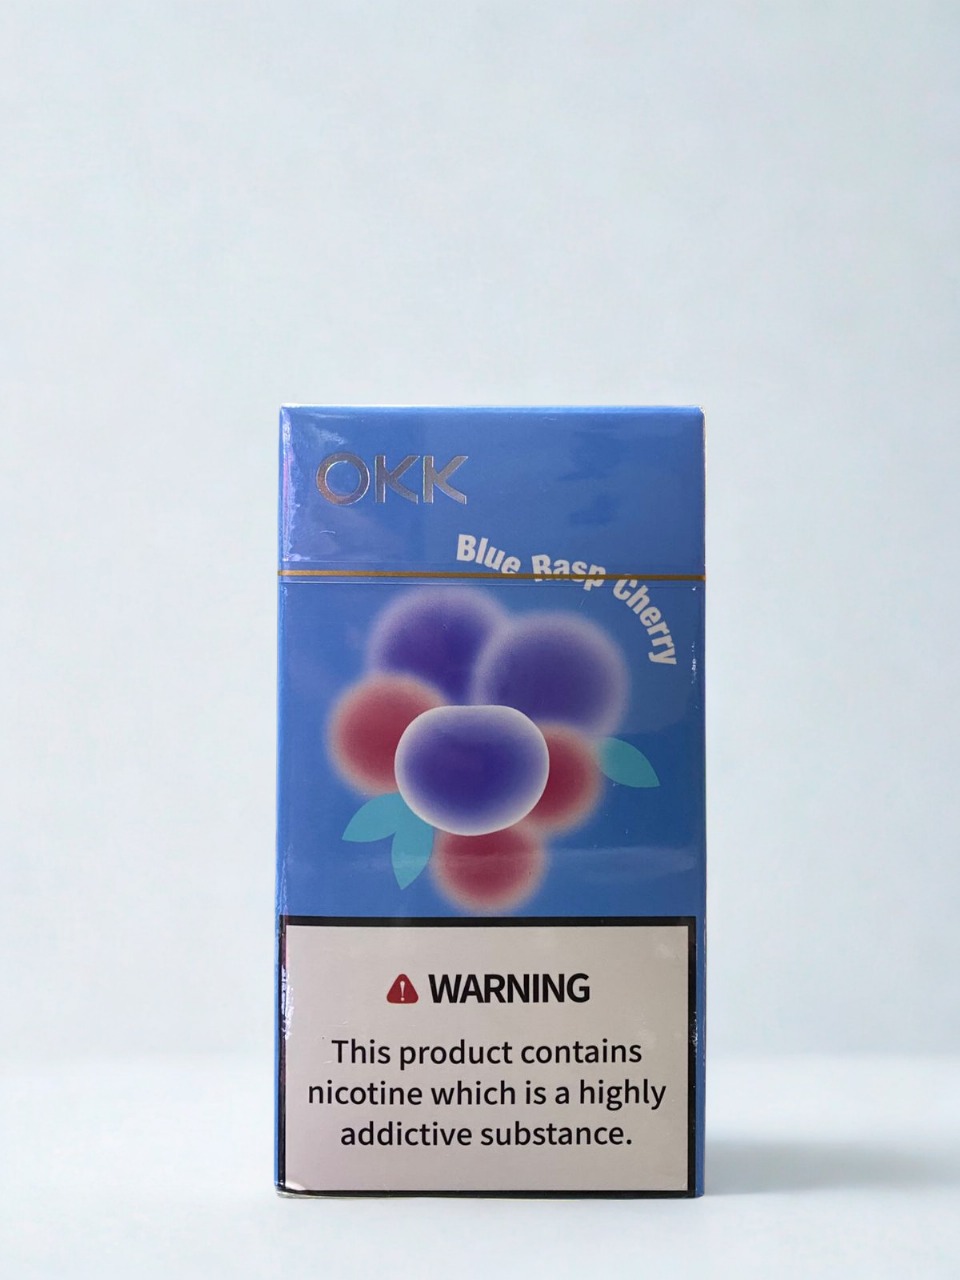 OKK
Blue Rasp Cherry
WARNING
This product contains
nicotine which is a highly
addictive substance.